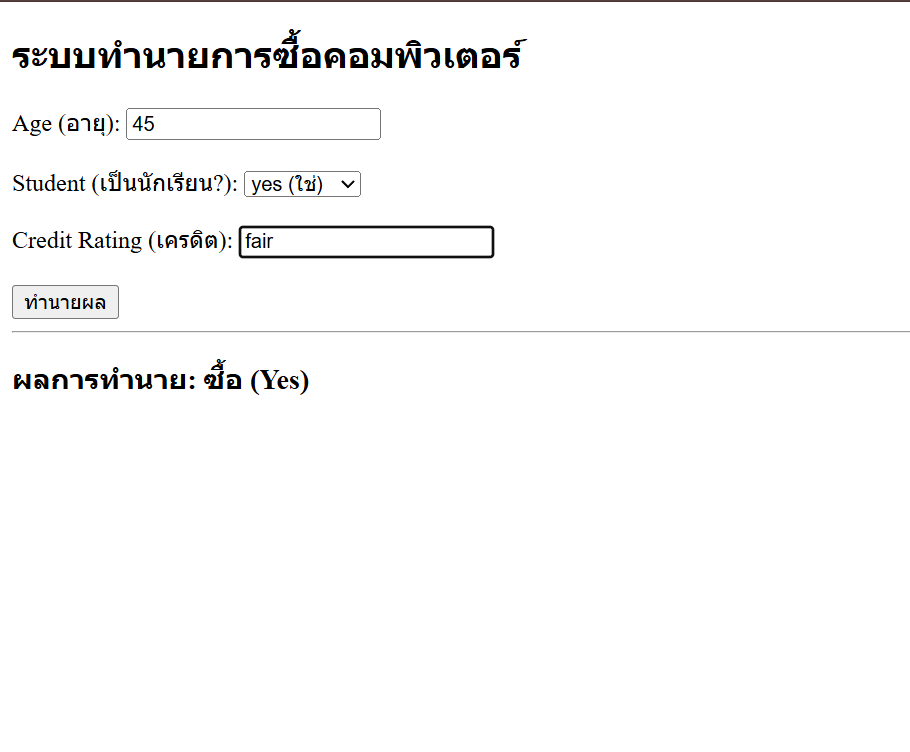 ระบบทำนายการซื้อคอมพิวเตอร์
Age (อายุ): 45
Student (เป็นนักเรียน?): yes (ใช่)
Credit Rating (เครดิต): fair
ทำนายผล
ผลการทำนาย: ซื้อ (Yes)